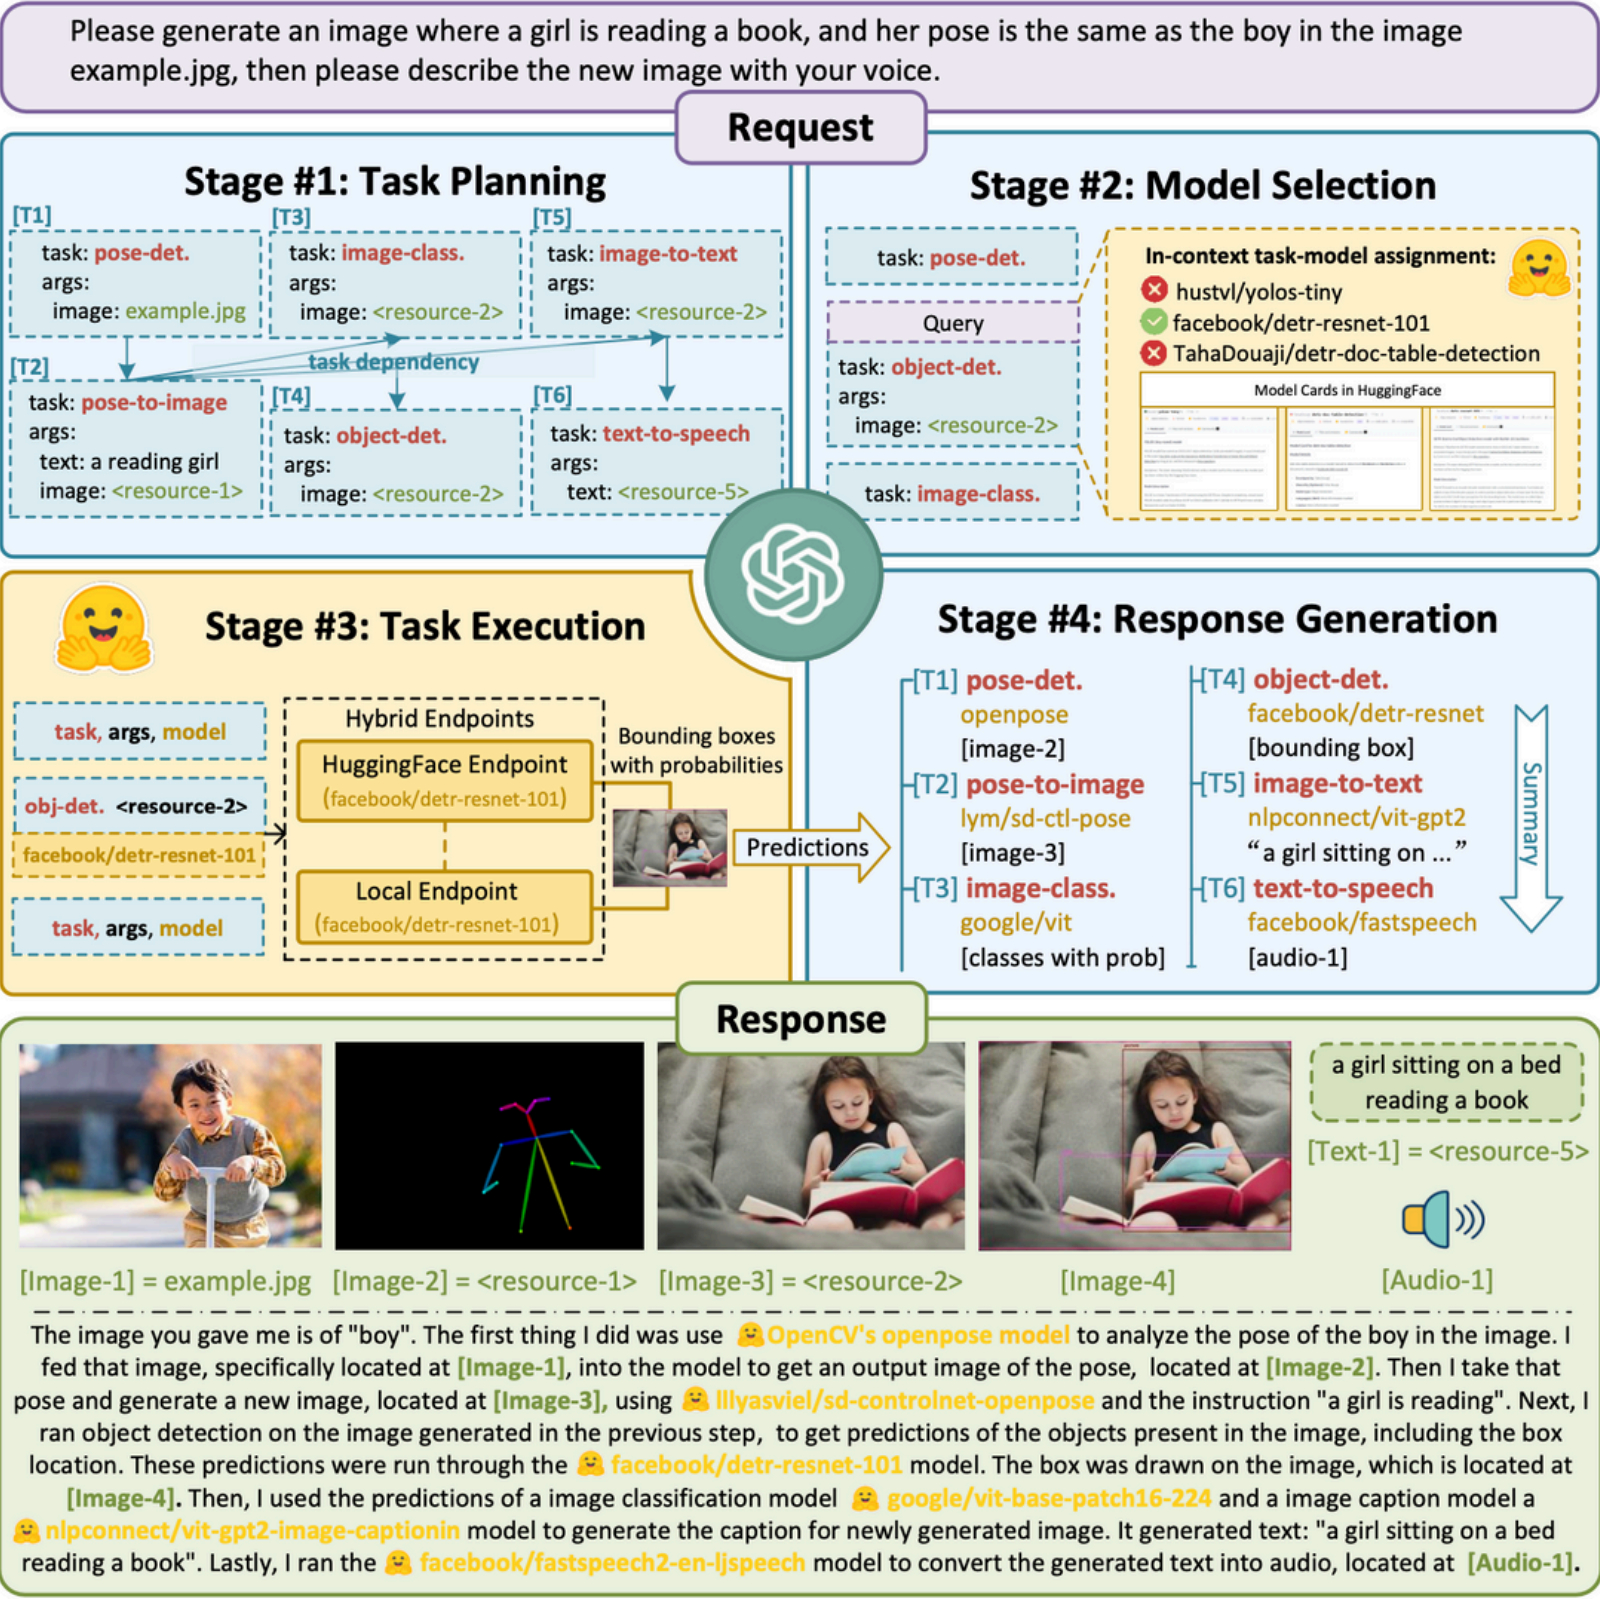 Please generate an image where a girl is reading a book, and her pose is the same as the boy in the image
example.jpg, then please describe the new image with your voice.
Request
Stage #1: Task Planning
[T1]
task: pose-det.
args:
image: example.jpg
[T3]
task: image-class.
args:
image: <resource-2>
[T5]
task: image-to-text
args:
image: <resource-2>
task dependency
[T2]
task: pose-to-image
args:
text: a reading girl
image: <resource-1>
[T4]
task: object-det.
args:
image: <resource-2>
[T6]
task: text-to-speech
args:
text: <resource-5>
Stage #2: Model Selection
task: pose-det.
Query
task: object-det.
args:
image: <resource-2>
task: image-class.
In-context task-model assignment:
hustvl/yolos-tiny
facebook/detr-resnet-101
TahaDouaji/detr-doc-table-detection
Model Cards in HuggingFace
Stage #3: Task Execution
task, args, model
obj-det. <resource-2>
facebook/detr-resnet-101
task, args, model
Hybrid Endpoints
HuggingFace Endpoint
(facebook/detr-resnet-101)
Local Endpoint
(facebook/detr-resnet-101)
Bounding boxes
with probabilities
Predictions
Stage #4: Response Generation
[T1] pose-det.
openpose
[image-2]
[T2] pose-to-image
lym/sd-ctl-pose
[image-3]
[T3] image-class.
google/vit
[classes with prob]
[T4] object-det.
facebook/detr-resnet
[bounding box]
[T5] image-to-text
nlpconnect/vit-gpt2
“a girl sitting on ...”
[T6] text-to-speech
facebook/fastspeech
[audio-1]
Summary
Response
a girl sitting on a bed
reading a book
[Text-1] = <resource-5>
[Image-1] = example.jpg
[Image-2] = <resource-1>
[Image-3] = <resource-2>
[Image-4]
[Audio-1]
The image you gave me is of "boy". The first thing I did was use OpenCV's openpose model to analyze the pose of the boy in the image. I
fed that image, specifically located at [Image-1], into the model to get an output image of the pose, located at [Image-2]. Then I take that
pose and generate a new image, located at [Image-3], using lllyasviel/sd-controlnet-openpose and the instruction "a girl is reading". Next, I
ran object detection on the image generated in the previous step, to get predictions of the objects present in the image, including the box
location. These predictions were run through the facebook/detr-resnet-101 model. The box was drawn on the image, which is located at
[Image-4]. Then, I used the predictions of a image classification model google/vit-base-patch16-224 and a image caption model a
nlpconnect/vit-gpt2-image-captionin model to generate the caption for newly generated image. It generated text: "a girl sitting on a bed
reading a book". Lastly, I ran the facebook/fastspeech2-en-ljspeech model to convert the generated text into audio, located at [Audio-1].